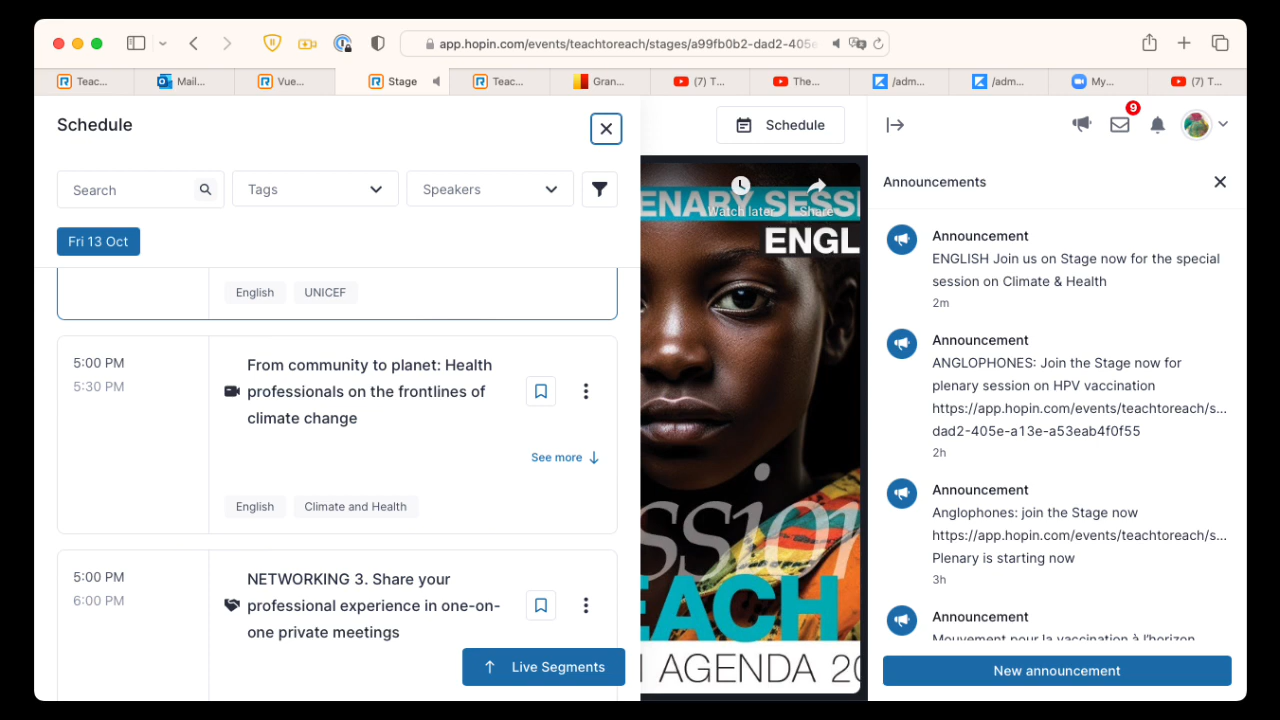 app.hopin.com/events/teachtoreach/stages/a99fb0b2-dad2-405e
Teac...
Mail...
Vue...
Stage
Teac...
Gran...
(7) T...
The...
/adm...
/adm...
My...
(7) T...
Schedule
Search
Tags
Speakers
Fri 13 Oct
English
UNICEF
5:00 PM
5:30 PM
From community to planet: Health
professionals on the frontlines of
climate change
See more
English
Climate and Health
5:00 PM
6:00 PM
NETWORKING 3. Share your
professional experience in one-on-
one private meetings
Live Segments
Schedule
Watch later
Share
ENARY SESSI
ENGL
ession
EACH
AGENDA 20
9
Announcements
Announcement
ENGLISH Join us on Stage now for the special
session on Climate & Health
2m
Announcement
ANGLOPHONES: Join the Stage now for
plenary session on HPV vaccination
https://app.hopin.com/events/teachtoreach/s...
dad2-405e-a13e-a53eab4f0f55
2h
Announcement
Anglophones: join the Stage now
https://app.hopin.com/events/teachtoreach/s...
Plenary is starting now
3h
Announcement
Mouvement pour la vaccination à l'horizon
New announcement